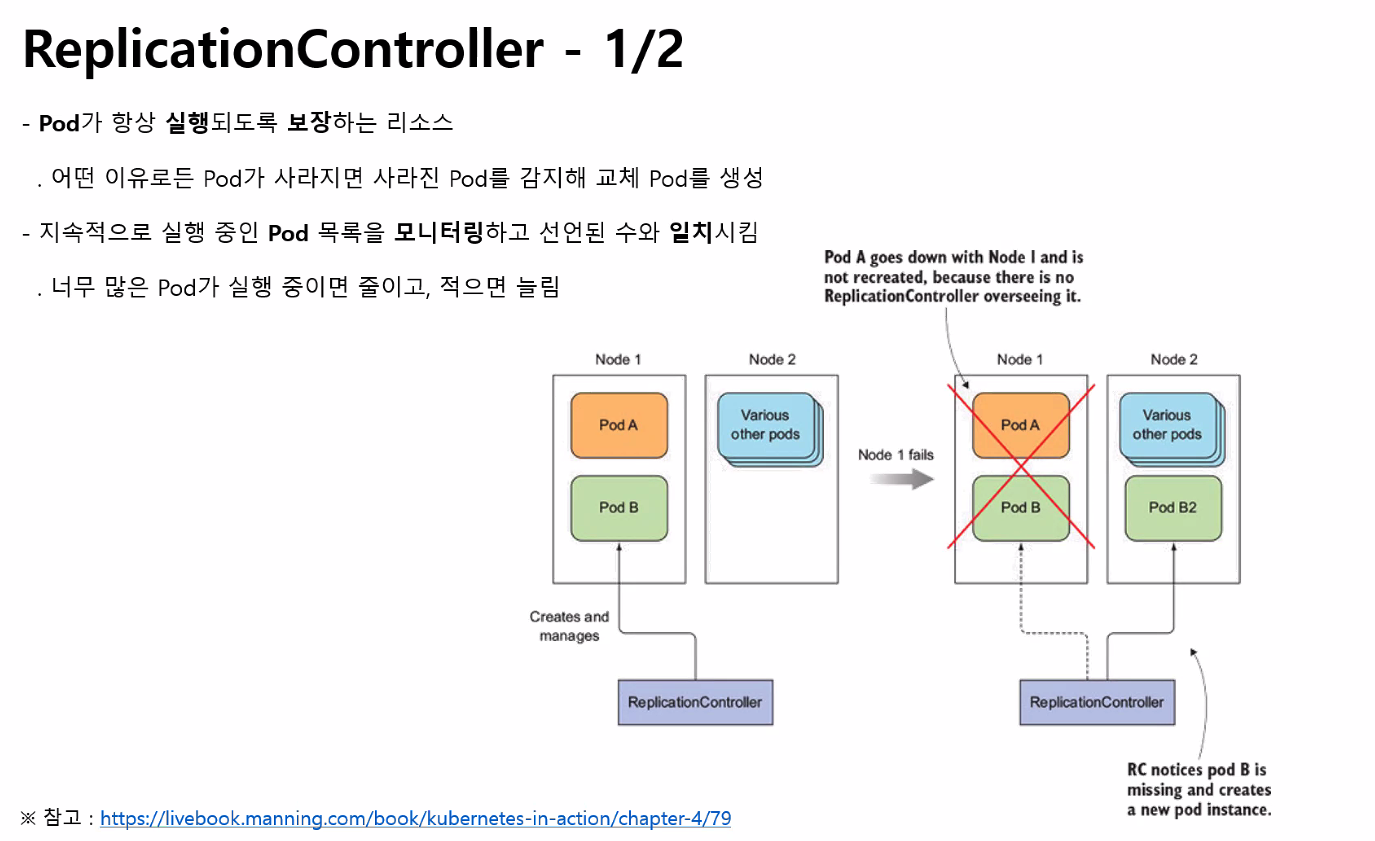 ReplicationController - 1/2
- Pod가 항상 실행되도록 보장하는 리소스
. 어떤 이유로든 Pod가 사라지면 사라진 Pod를 감지해 교체 Pod를 생성
- 지속적으로 실행 중인 Pod 목록을 모니터링하고 선언된 수와 일치시킴
. 너무 많은 Pod가 실행 중이면 줄이고, 적으면 늘림
Pod A goes down with Node 1 and is
not recreated, because there is no
ReplicationController overseeing it.
Node 1
Node 2
Pod A
Various
other pods
Pod B
Creates and
manages
ReplicationController
Node 1 fails
Node 1
Node 2
Pod A
Various
other pods
Pod B
Pod B2
ReplicationController
RC notices pod B is
missing and creates
a new pod instance.
※ 참고 : https://livebook.manning.com/book/kubernetes-in-action/chapter-4/79